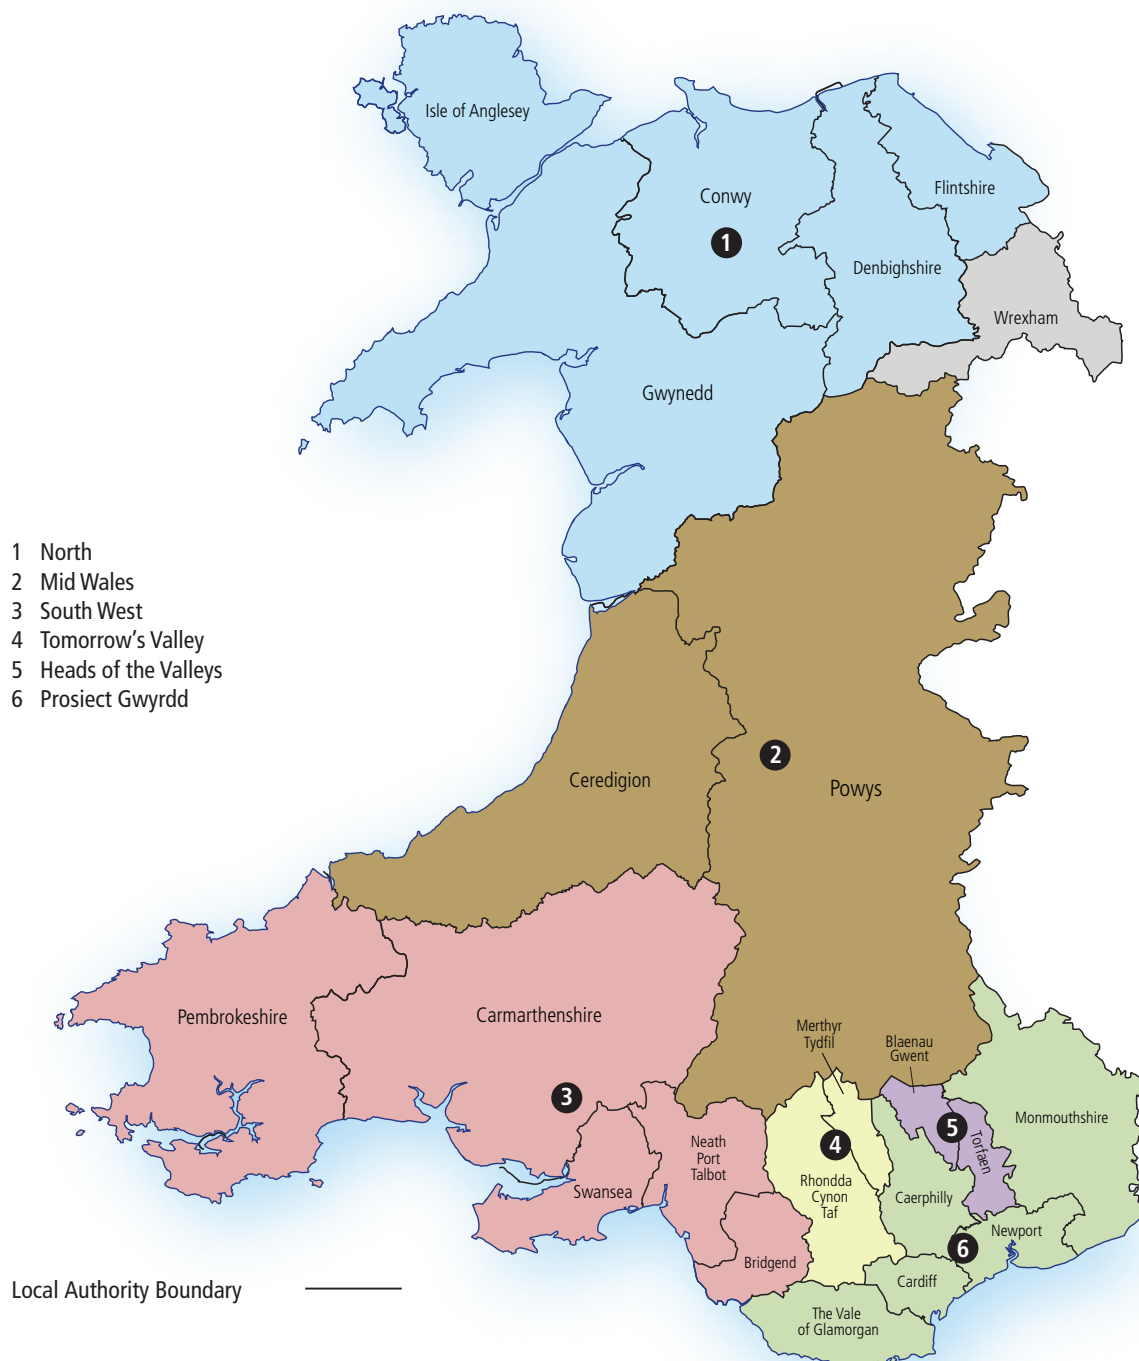 Isle of Anglesey
Flintshire
Conwy
1
Denbighshire
Wrexham
Gwynedd
1 North
2 Mid Wales
3 South West
4 Tomorrow's Valley
5 Heads of the Valleys
6 Prosiect Gwyrdd
2
Ceredigion
Powys
Pembrokeshire
Carmarthenshire
Merthyr
Tydfil
Blaenau
Gwent
3
Monmouthshire
5
Torfaen
4
Neath
Port
Talbot
Rhondda
Cynon
Taf
Swansea
Caerphilly
Newport
6
Bridgend
Cardiff
Local Authority Boundary
The Vale
of Glamorgan